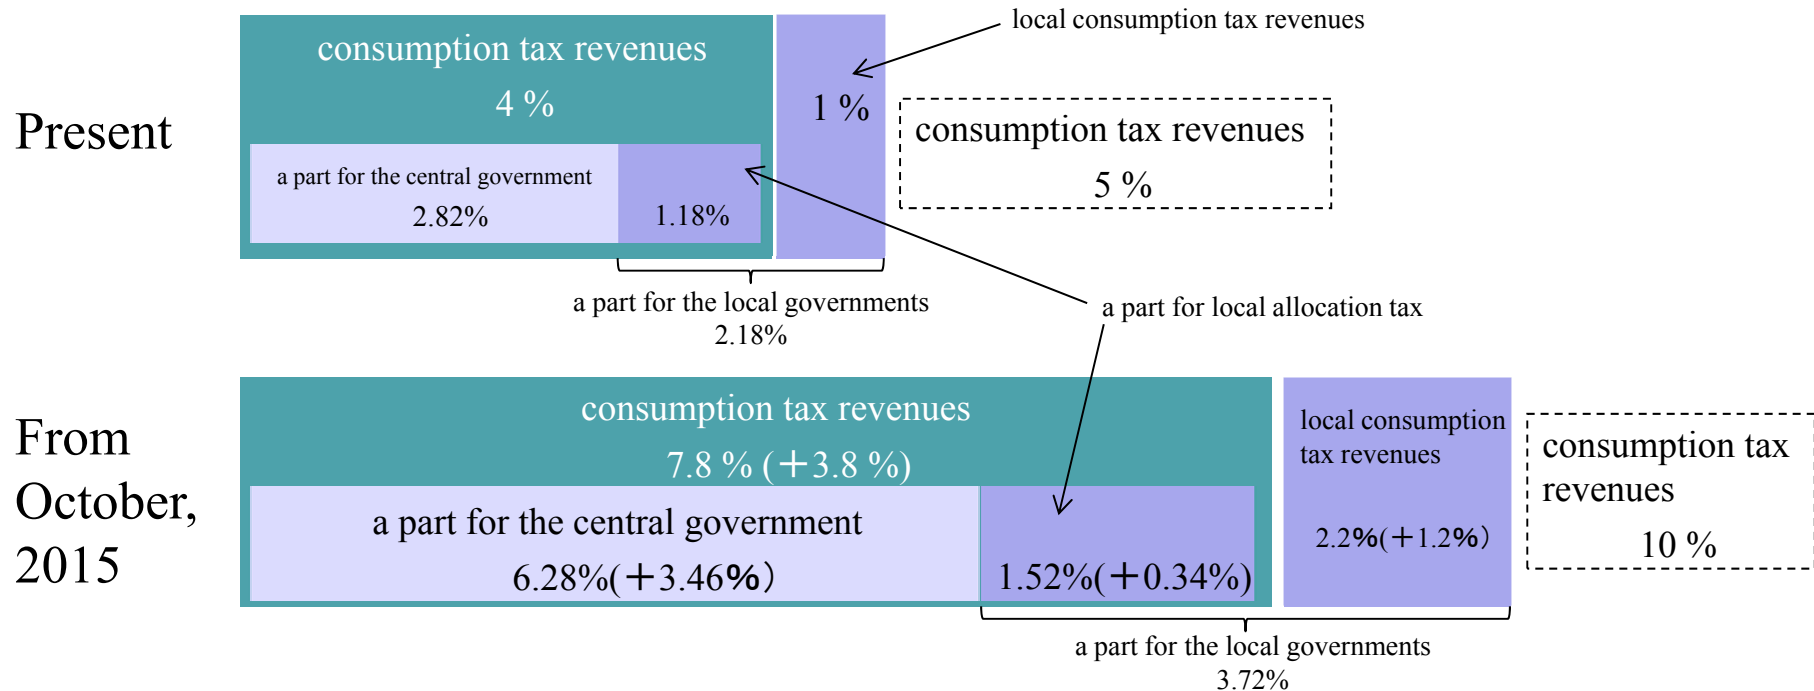 local consumption tax revenues
consumption tax revenues
4 %
1 %
Present
consumption tax revenues
5 %
a part for the central government
2.82%
1.18%
a part for the local governments
2.18%
a part for local allocation tax
From
October,
2015
consumption tax revenues
7.8 % (＋3.8 %)
a part for the central government
6.28%(＋3.46%）
1.52%(＋0.34%)
local consumption
tax revenues
2.2%(＋1.2%）
consumption tax
revenues
10 %
a part for the local governments
3.72%